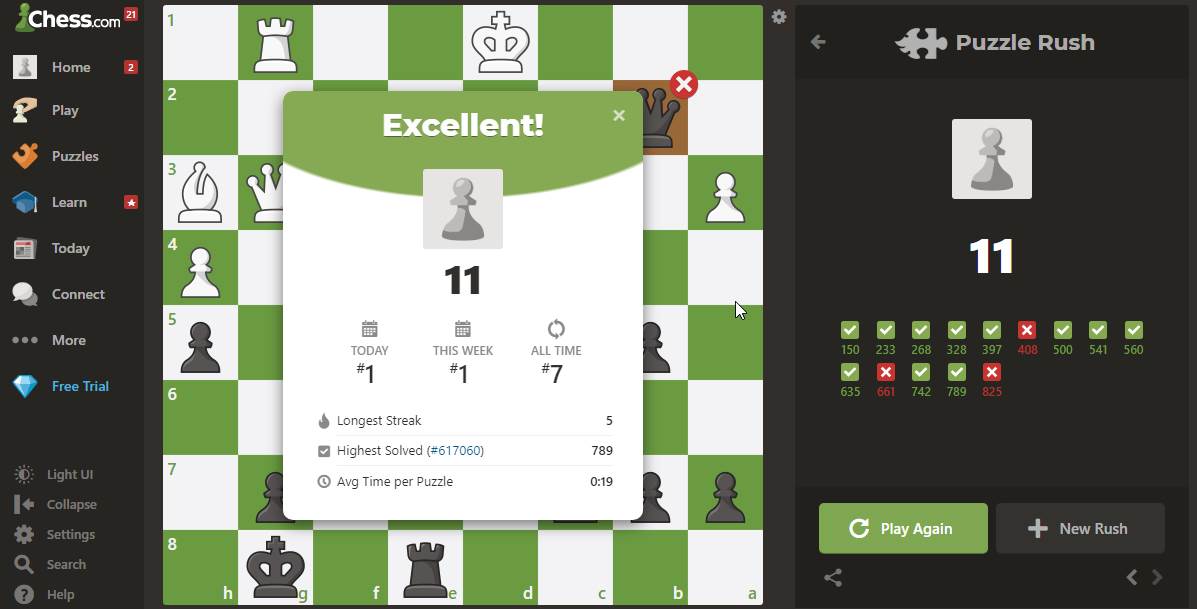 Chess.com 21
Home 2
Play
Puzzles
Learn
Today
Connect
More
Free Trial
Light UI
Collapse
Settings
Search
Help
1
2
3
4
5
6
7
8
h g f e d c b a
Excellent!
×
11
TODAY THIS WEEK ALL TIME
#1 #1 #7
Longest Streak 5
Highest Solved (#617060) 789
Avg Time per Puzzle 0:19
Puzzle Rush
11
150 233 268 328 397 408 500 541 560
635 661 742 789 825
Play Again New Rush